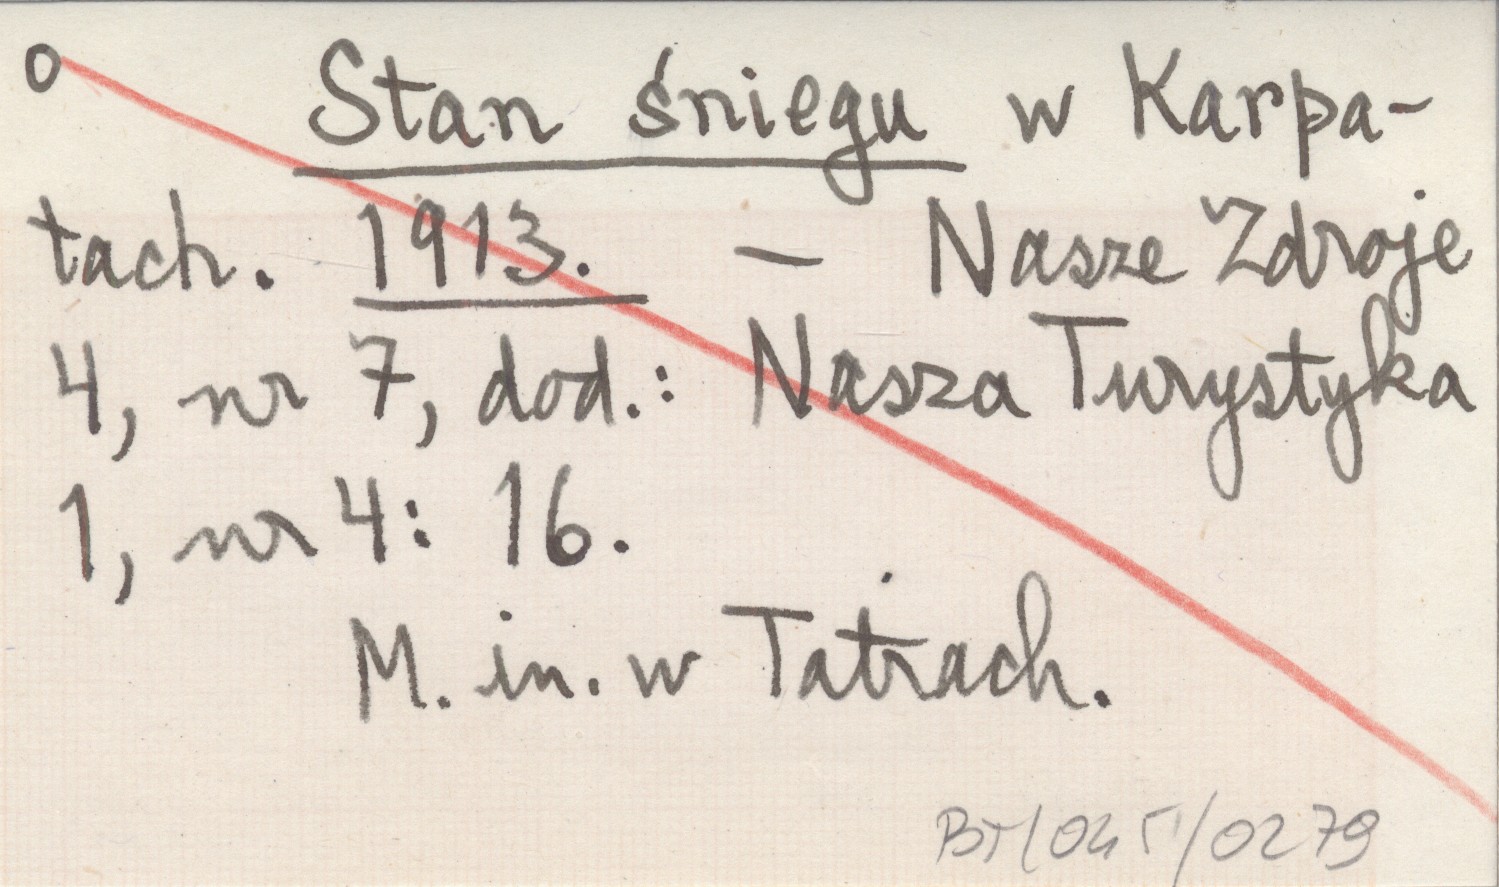 o Stan śniegu w Karpa-
tach. 1913. – Nasze Zdroje
4, nr 7, dod.: Nasza Turystyka
1, nr 4: 16.
M. in. w Tatrach.
BT/045/0279